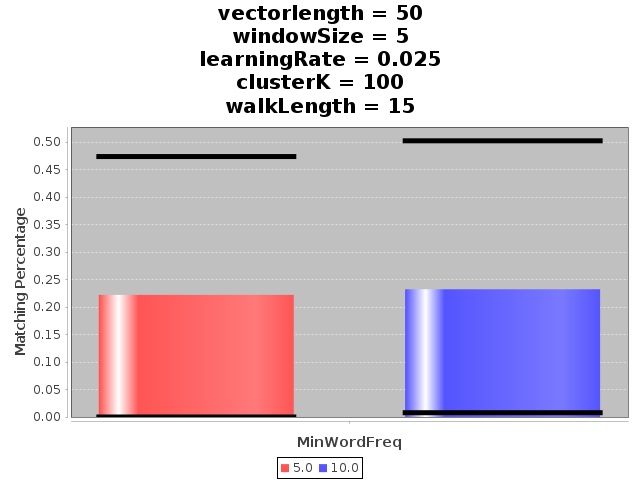 vectorlength = 50
windowSize = 5
learningRate = 0.025
clusterK = 100
walkLength = 15
0.50
0.45
0.40
0.35
0.30
0.25
0.20
0.15
0.10
0.05
0.00
Matching Percentage
MinWordFreq
5.0 10.0